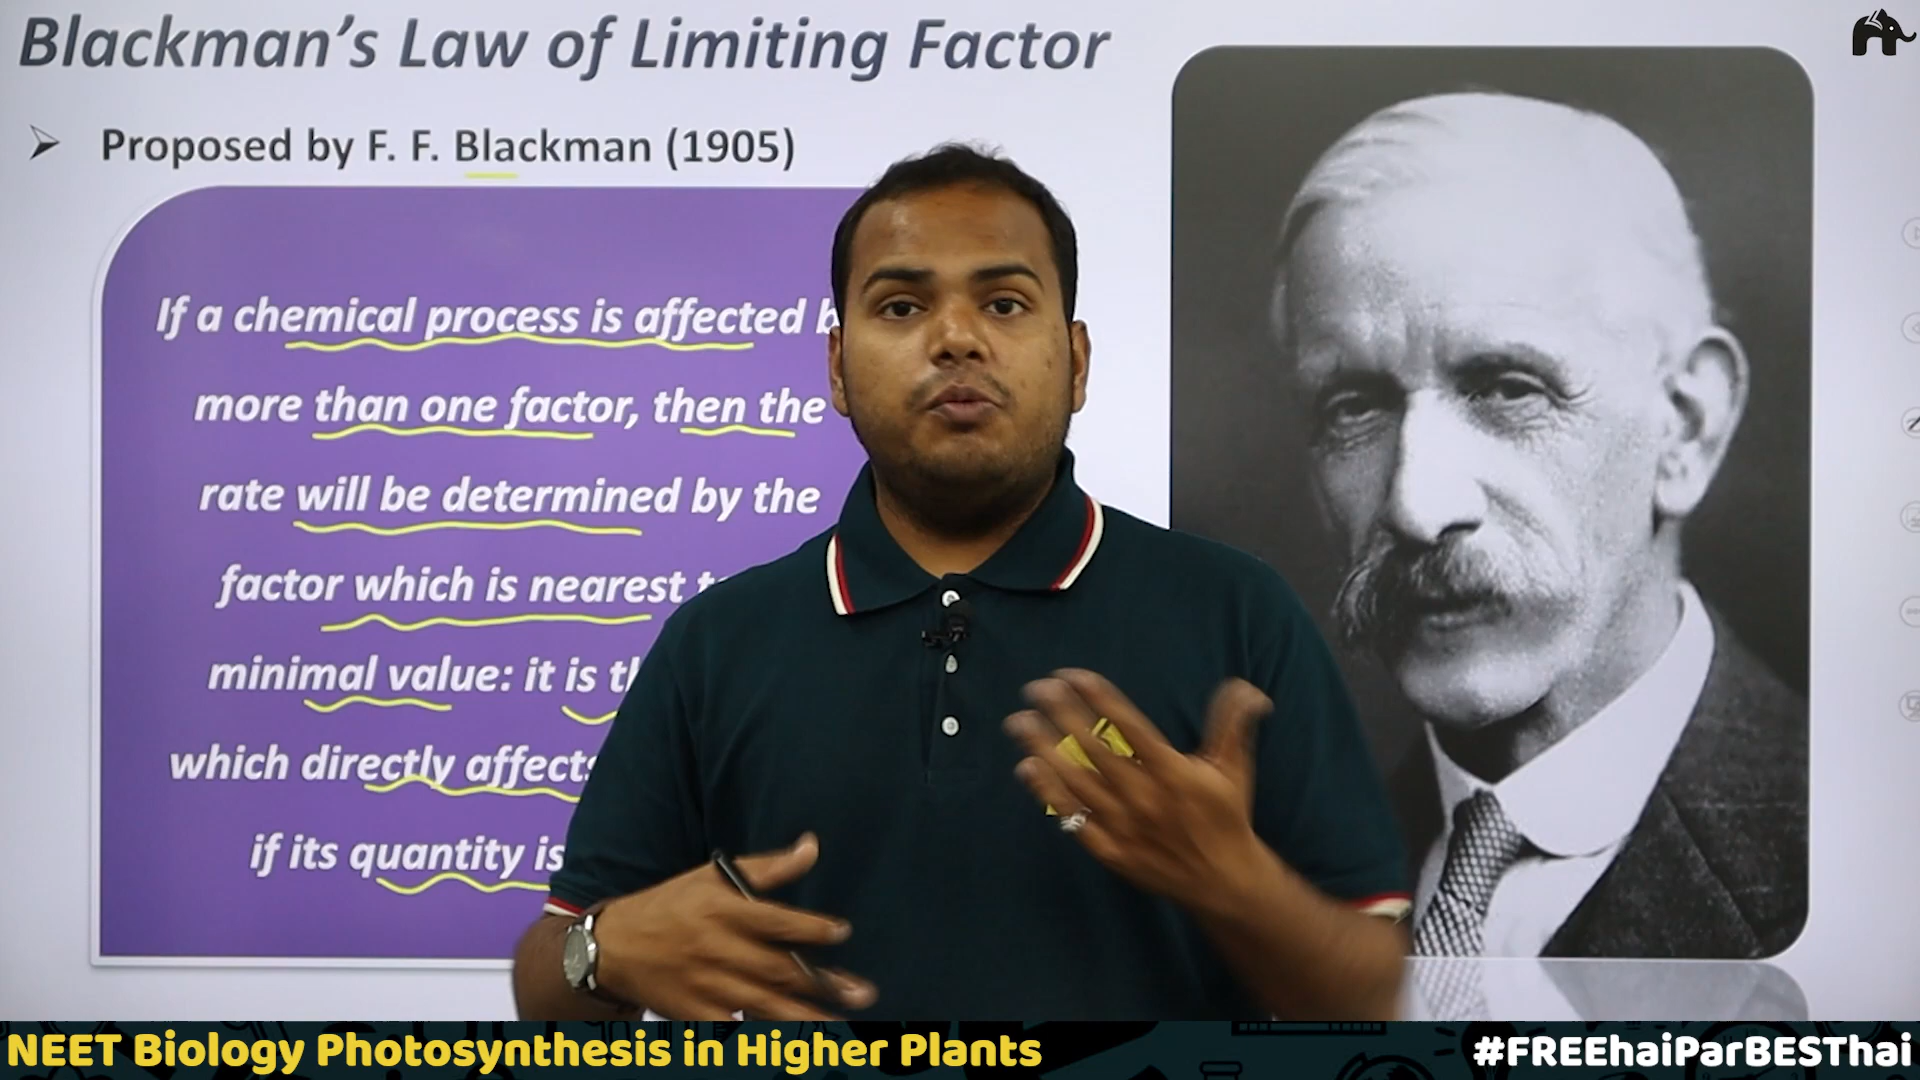 Blackman's Law of Limiting Factor
Proposed by F. F. Blackman (1905)
If a chemical process is affected
more than one factor, then the
rate will be determined by the
factor which is nearest
minimal value: it is
which directly affects
if its quantity is
NEET Biology Photosynthesis in Higher Plants
#FREEhaiParBESThai